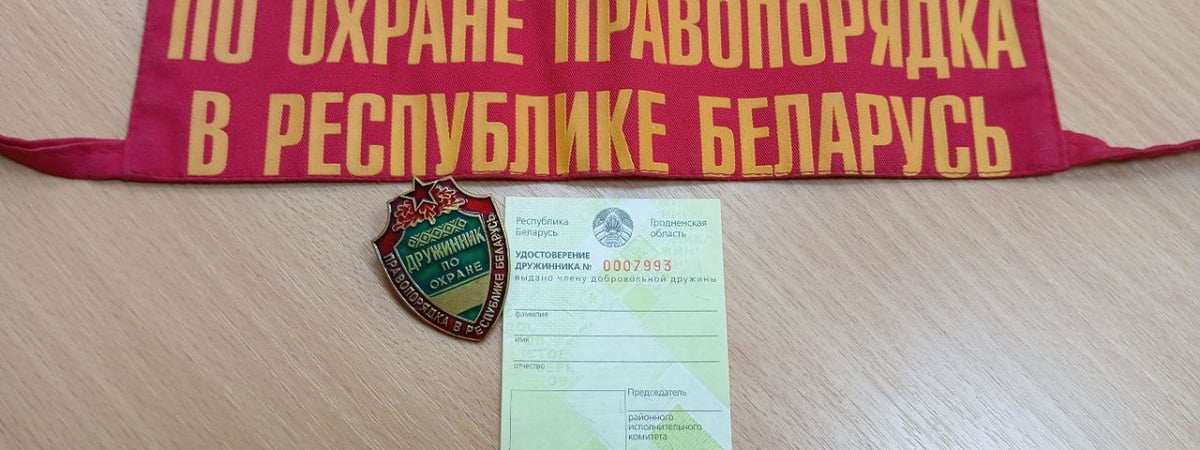 ПО ОХРАНЕ ПРАВОПОРЯДКА
В РЕСПУБЛИКЕ БЕЛАРУСЬ
ДРУЖИННИК
ПО
ОХРАНЕ
ПРАВОПОРЯДКА В РЕСПУБЛИКЕ БЕЛАРУСЬ
Республика
Беларусь
Гродненская
область
УДОСТОВЕРЕНИЕ
ДРУЖИННИКА № 0007993
выдано члену добровольной дружины
фамилия
имя
отчество
Председатель
районного
исполнительного
комитета